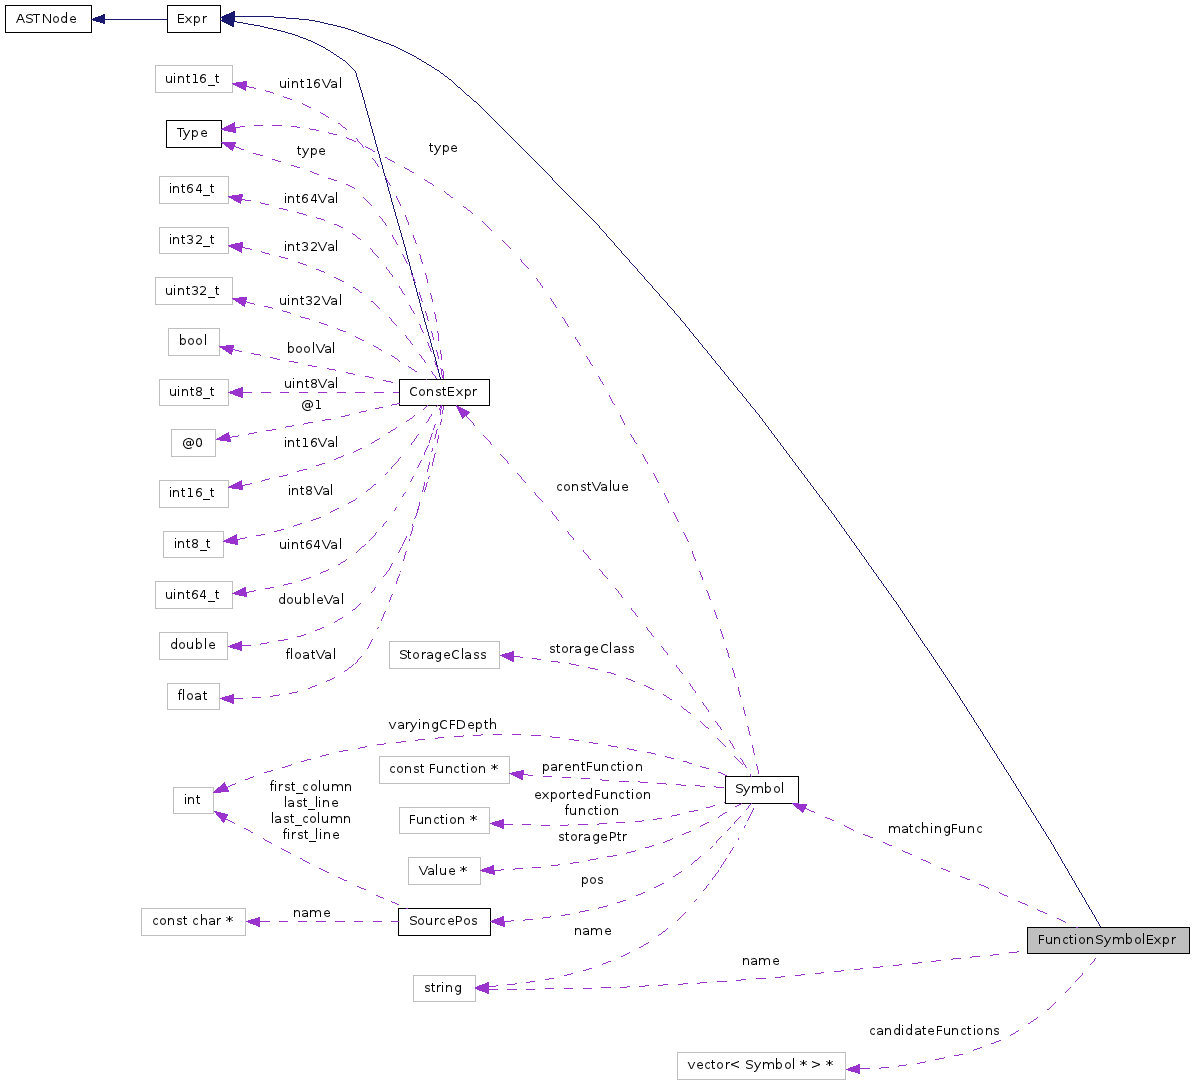 ASTNode
Expr
uint16_t
uint16Val
Type
type
type
int64_t
int64Val
int32_t
int32Val
uint32_t
uint32Val
bool
boolVal
uint8_t
uint8Val
ConstExpr
@1
@0
int16Val
int16_t
int8Val
constValue
int8_t
uint64Val
uint64_t
doubleVal
double
StorageClass
storageClass
floatVal
float
varyingCFDepth
const Function *
parentFunction
Symbol
int
first_column
last_line
last_column
first_line
exportedFunction
function
Function *
matchingFunc
storagePtr
Value *
pos
const char *
name
SourcePos
name
FunctionSymbolExpr
name
string
candidateFunctions
vector< Symbol * > *